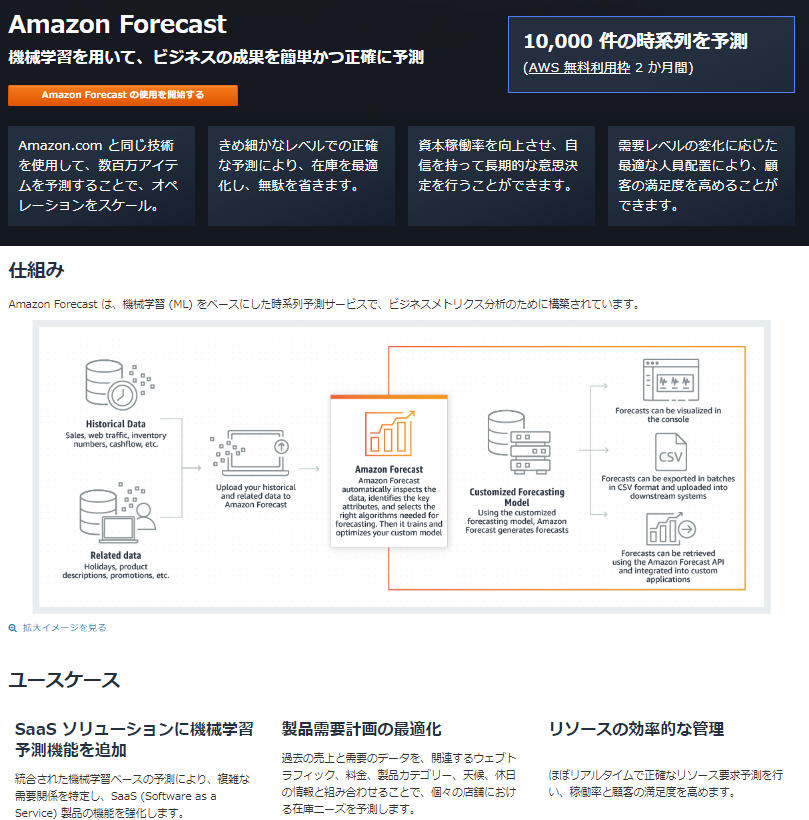 Amazon Forecast
機械学習を用いて、ビジネスの成果を簡単かつ正確に予測
Amazon Forecast の使用を開始する
10,000 件の時系列を予測
(AWS 無料利用枠 2 か月間)
Amazon.com と同じ技術
を使用して、数百万アイテ
ムを予測することで、オペ
レーションをスケール。
きめ細かなレベルでの正確
な予測により、在庫を最適
化し、無駄を省きます。
資本稼働率を向上させ、自
信を持って長期的な意思決
定を行うことができます。
需要レベルの変化に応じた
最適な人員配置により、顧
客の満足度を高めることが
できます。
仕組み
Amazon Forecast は、機械学習 (ML) をベースにした時系列予測サービスで、ビジネスメトリクス分析のために構築されています。
Historical Data
Sales, web traffic, inventory
numbers, cashflow, etc.
Related data
Holidays, product
descriptions, promotions, etc.
Upload your historical
and related data to
Amazon Forecast
Amazon Forecast
Amazon Forecast
automatically inspects the
data, identifies the key
attributes, and selects the
right algorithms needed for
forecasting. Then it trains and
optimizes your custom model
Customized Forecasting
Model
Using the customized
forecasting model, Amazon
Forecast generates forecasts
Forecasts can be visualized in
the console
CSV
Forecasts can be exported in batches
in CSV format and uploaded into
downstream systems
Forecasts can be retrieved
using the Amazon Forecast API
and integrated into custom
applications
拡大イメージを見る
ユースケース
SaaS ソリューションに機械学習
予測機能を追加
統合された機械学習ベースの予測により、複雑な
需要関係を特定し、SaaS (Software as a
Service) 製品の機能を強化します。
製品需要計画の最適化
過去の売上と需要のデータを、関連するウェブト
ラフィック、料金、製品カテゴリー、天候、休日
の情報と組み合わせることで、個々の店舗におけ
る在庫ニーズを予測します。
リソースの効率的な管理
ほぼリアルタイムで正確なリソース要求予測を行
い、稼働率と顧客の満足度を高めます。